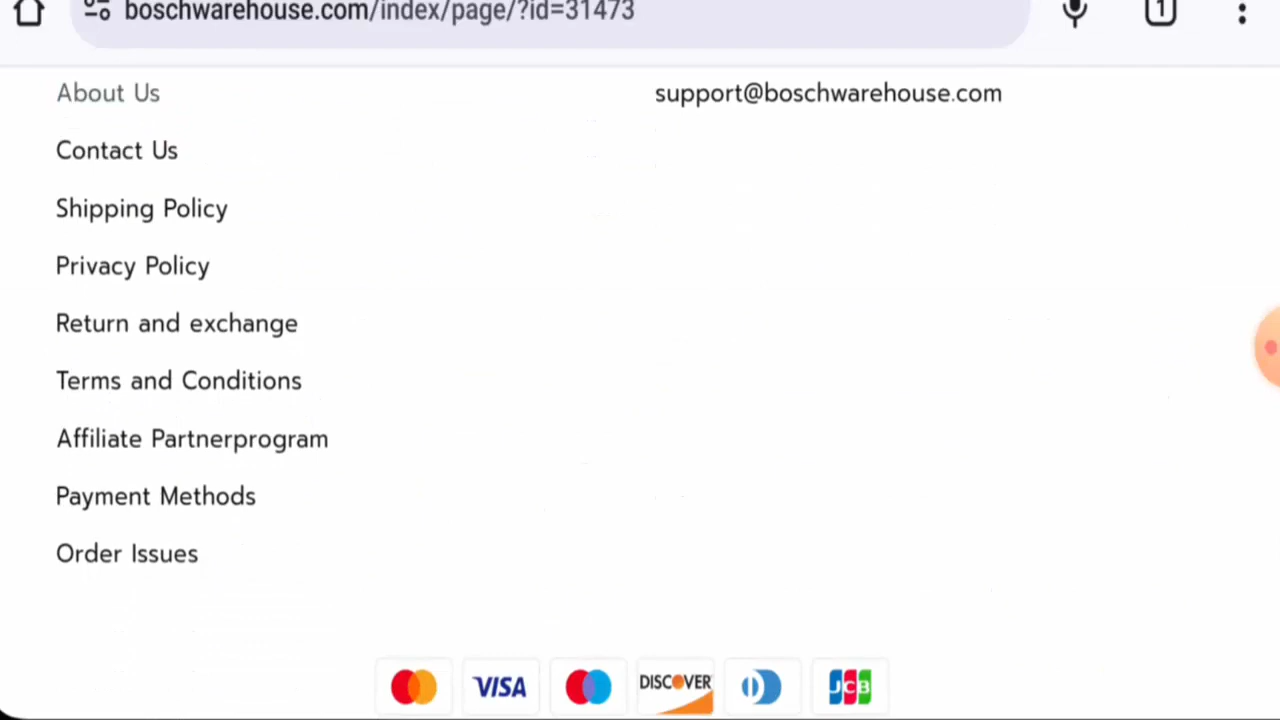 boschwarehouse.com/index/page/?id=31473
1
About Us
support@boschwarehouse.com
Contact Us
Shipping Policy
Privacy Policy
Return and exchange
Terms and Conditions
Affiliate Partnerprogram
Payment Methods
Order Issues
VISA
DISCOVER
JCB